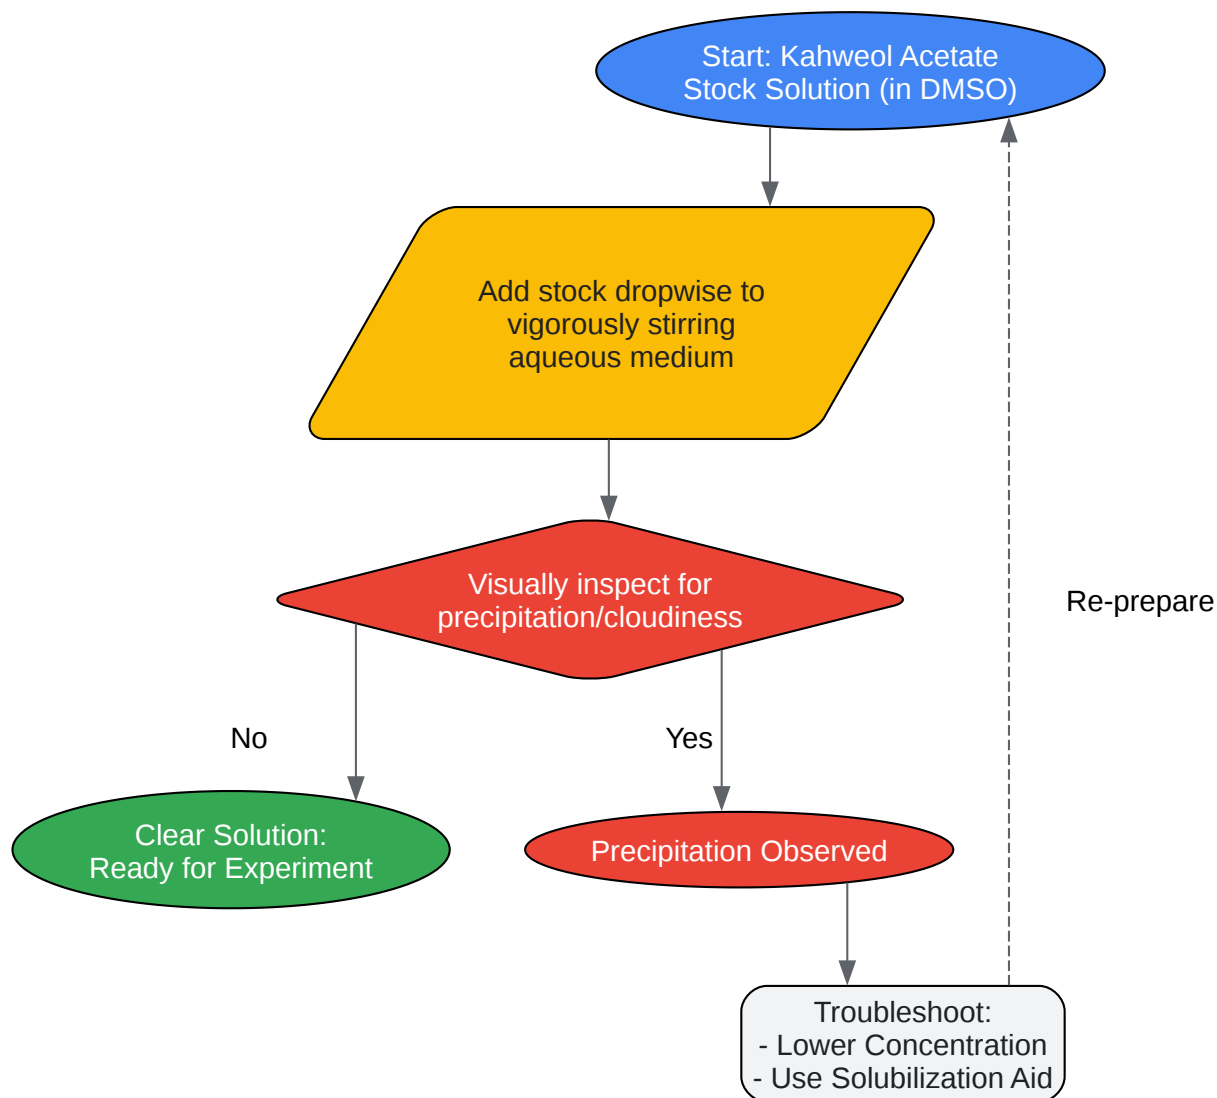 Start: Kahweol Acetate
Stock Solution (in DMSO)
Add stock dropwise to
vigorously stirring
aqueous medium
Visually inspect for
precipitation/cloudiness
Re-prepare
No
Yes
Clear Solution:
Ready for Experiment
Precipitation Observed
Troubleshoot:
- Lower Concentration
- Use Solubilization Aid